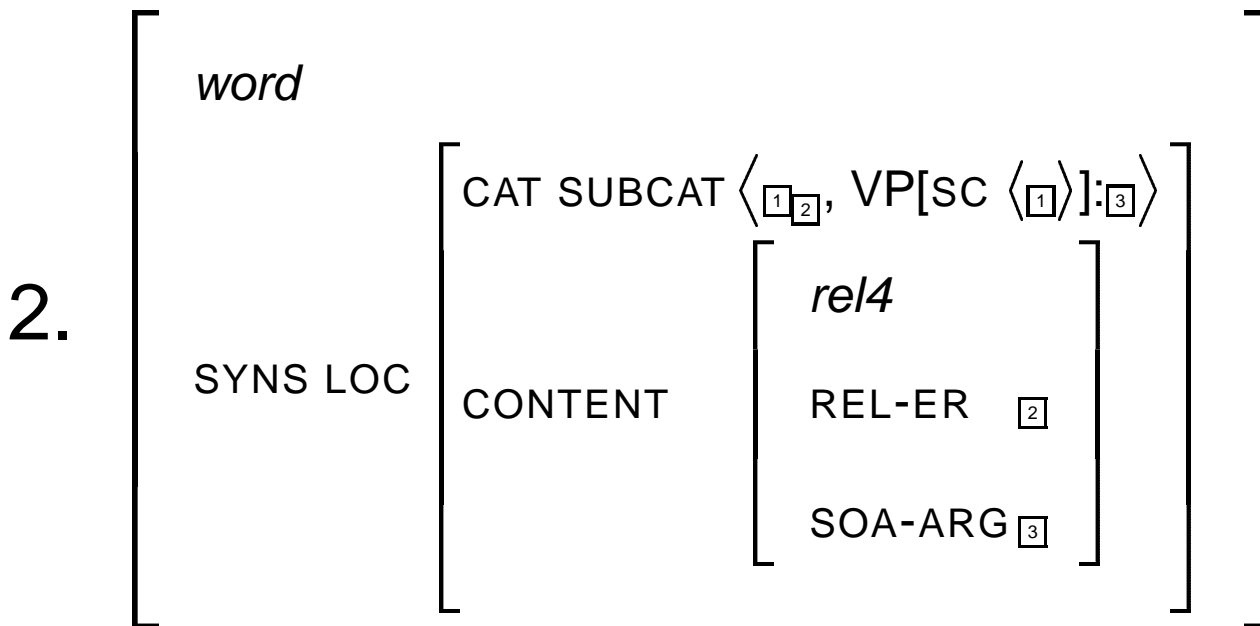 word
CAT SUBCAT ⟨ 1 2, VP[SC ⟨ 1 ⟩]: 3 ⟩
2.
rel4
SYNS LOC
CONTENT
REL-ER 2
SOA-ARG 3